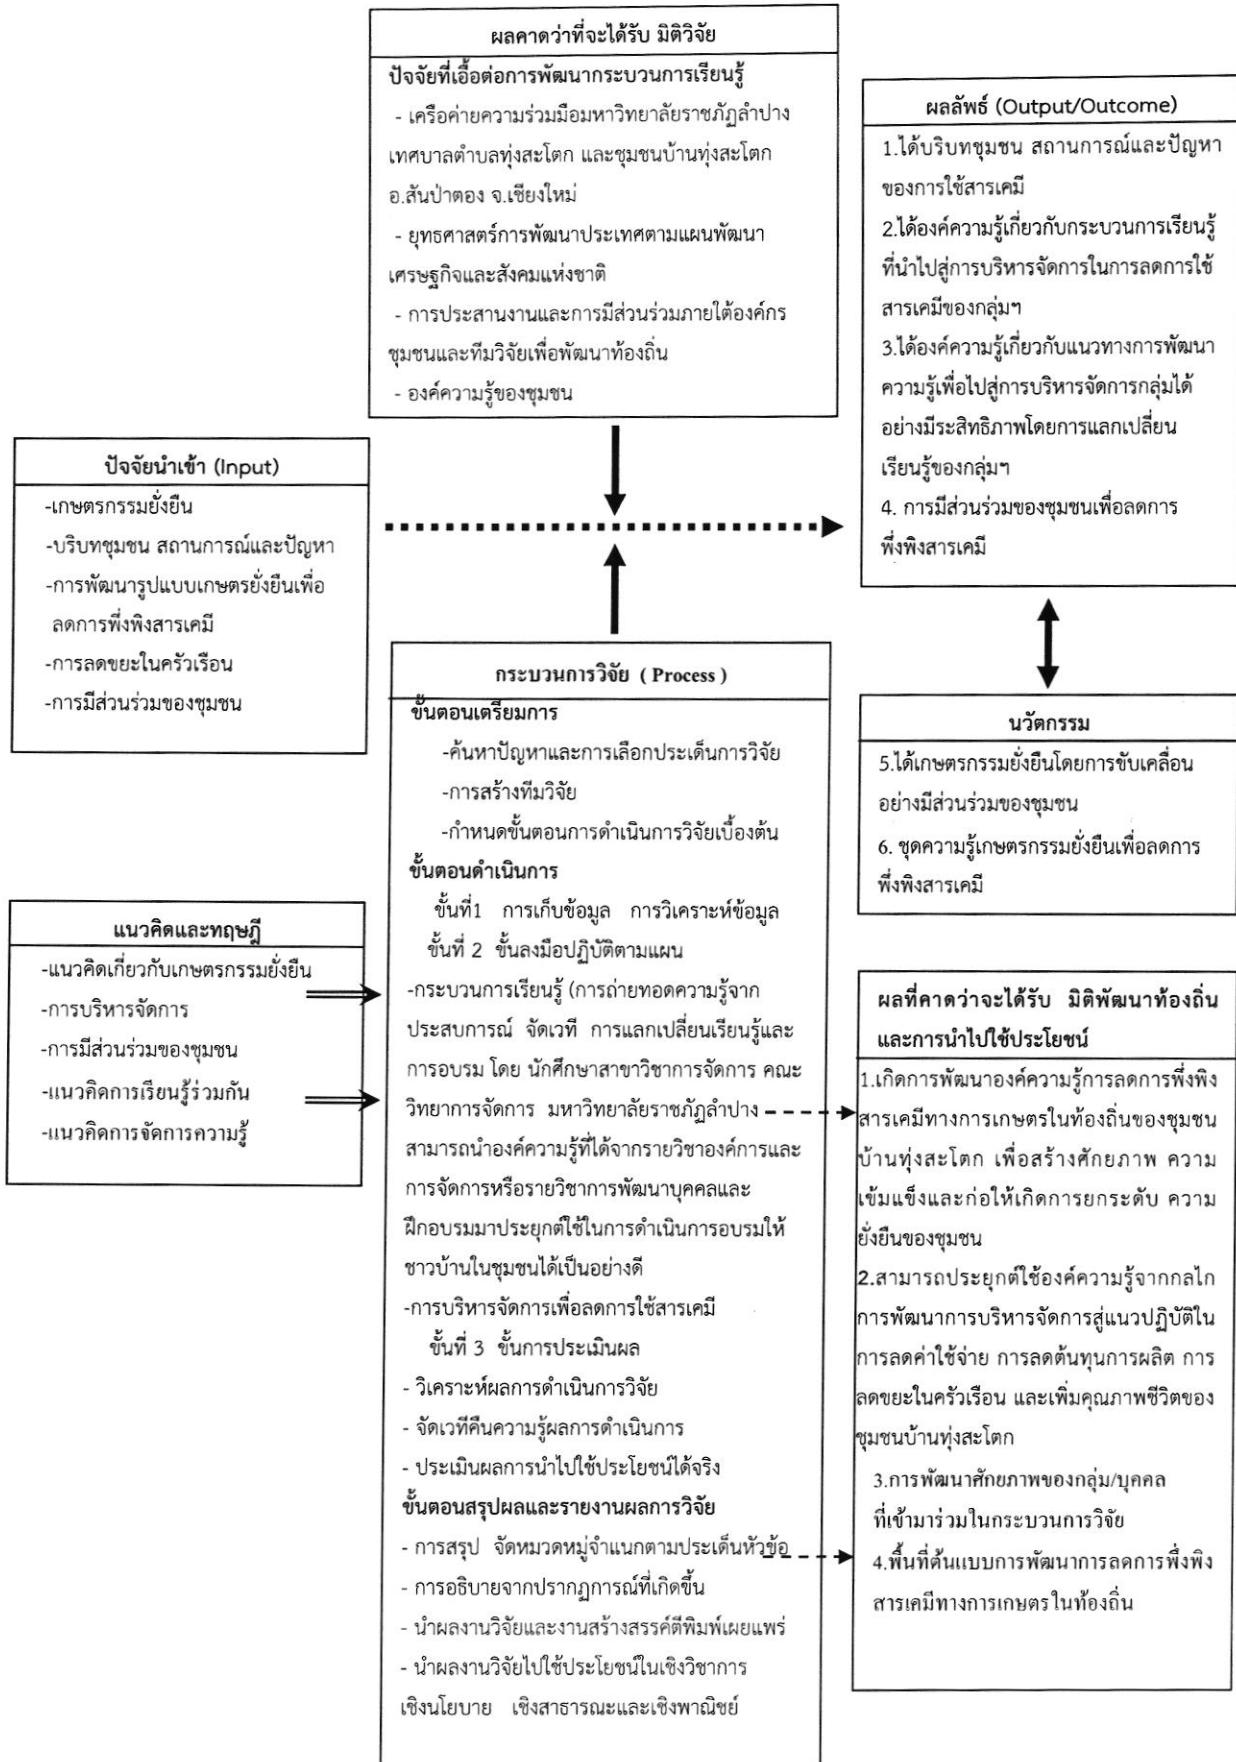 ผลคาดว่าที่จะได้รับ มิติวิจัย
ปัจจัยที่เอื้อต่อการพัฒนากระบวนการเรียนรู้
- เครือค่ายความร่วมมือมหาวิทยาลัยราชภัฏลำปาง
เทศบาลตำบลทุ่งสะโตก และชุมชนบ้านทุ่งสะโตก
อ.สันป่าตอง จ.เชียงใหม่
- ยุทธศาสตร์การพัฒนาประเทศตามแผนพัฒนา
เศรษฐกิจและสังคมแห่งชาติ
- การประสานงานและการมีส่วนร่วมภายใต้องค์กร
ชุมชนและทีมวิจัยเพื่อพัฒนาท้องถิ่น
- องค์ความรู้ของชุมชน
ผลลัพธ์ (Output/Outcome)
1.ได้บริบทชุมชน สถานการณ์และปัญหา
ของการใช้สารเคมี
2.ได้องค์ความรู้เกี่ยวกับกระบวนการเรียนรู้
ที่นำไปสู่การบริหารจัดการในการลดการใช้
สารเคมีของกลุ่มฯ
3.ได้องค์ความรู้เกี่ยวกับแนวทางการพัฒนา
ความรู้เพื่อไปสู่การบริหารจัดการกลุ่มได้
อย่างมีระสิทธิภาพโดยการแลกเปลี่ยน
เรียนรู้ของกลุ่มฯ
4. การมีส่วนร่วมของชุมชนเพื่อลดการ
พึ่งพิงสารเคมี
ปัจจัยนำเข้า (Input)
-เกษตรกรรมยั่งยืน
-บริบทชุมชน สถานการณ์และปัญหา
-การพัฒนารูปแบบเกษตรยั่งยืนเพื่อ
ลดการพึ่งพิงสารเคมี
-การลดขยะในครัวเรือน
-การมีส่วนร่วมของชุมชน
กระบวนการวิจัย ( Process )
ขั้นตอนเตรียมการ
-ค้นหาปัญหาและการเลือกประเด็นการวิจัย
-การสร้างทีมวิจัย
-กำหนดขั้นตอนการดำเนินการวิจัยเบื้องต้น
ขั้นตอนดำเนินการ
ขั้นที่1 การเก็บข้อมูล การวิเคราะห์ข้อมูล
ขั้นที่ 2 ขั้นลงมือปฏิบัติตามแผน
-กระบวนการเรียนรู้ (การถ่ายทอดความรู้จาก
ประสบการณ์ จัดเวที การแลกเปลี่ยนเรียนรู้และ
การอบรม โดย นักศึกษาสาขาวิชาการจัดการ คณะ
วิทยาการจัดการ มหาวิทยาลัยราชภัฏลำปาง
สามารถนำองค์ความรู้ที่ได้จากรายวิชาองค์การและ
การจัดการหรือรายวิชาการพัฒนาบุคคลและ
ฝึกอบรมมาประยุกต์ใช้ในการดำเนินการอบรมให้
ชาวบ้านในชุมชนได้เป็นอย่างดี
-การบริหารจัดการเพื่อลดการใช้สารเคมี
ขั้นที่ 3 ขั้นการประเมินผล
- วิเคราะห์ผลการดำเนินการวิจัย
- จัดเวทีคืนความรู้ผลการดำเนินการ
- ประเมินผลการนำไปใช้ประโยชน์ได้จริง
ขั้นตอนสรุปผลและรายงานผลการวิจัย
- การสรุป จัดหมวดหมู่จำแนกตามประเด็นหัวข้อ
- การอธิบายจากปรากฏการณ์ที่เกิดขึ้น
- นำผลงานวิจัยและงานสร้างสรรค์ตีพิมพ์เผยแพร่
- นำผลงานวิจัยไปใช้ประโยชน์ในเชิงวิชาการ
เชิงนโยบาย เชิงสาธารณะและเชิงพาณิชย์
นวัตกรรม
5.ได้เกษตรกรรมยั่งยืนโดยการขับเคลื่อน
อย่างมีส่วนร่วมของชุมชน
6. ชุดความรู้เกษตรกรรมยั่งยืนเพื่อลดการ
พึ่งพิงสารเคมี
แนวคิดและทฤษฎี
-แนวคิดเกี่ยวกับเกษตรกรรมยั่งยืน
-การบริหารจัดการ
-การมีส่วนร่วมของชุมชน
-แนวคิดการเรียนรู้ร่วมกัน
-แนวคิดการจัดการความรู้
ผลที่คาดว่าจะได้รับ มิติพัฒนาท้องถิ่น
และการนำไปใช้ประโยชน์
1.เกิดการพัฒนาองค์ความรู้การลดการพึ่งพิง
สารเคมีทางการเกษตรในท้องถิ่นของชุมชน
บ้านทุ่งสะโตก เพื่อสร้างศักยภาพ ความ
เข้มแข็งและก่อให้เกิดการยกระดับ ความ
ยั่งยืนของชุมชน
2.สามารถประยุกต์ใช้องค์ความรู้จากกลไก
การพัฒนาการบริหารจัดการสู่แนวปฏิบัติใน
การลดค่าใช้จ่าย การลดต้นทุนการผลิต การ
ลดขยะในครัวเรือน และเพิ่มคุณภาพชีวิตของ
ชุมชนบ้านทุ่งสะโตก
3.การพัฒนาศักยภาพของกลุ่ม/บุคคล
ที่เข้ามาร่วมในกระบวนการวิจัย
4.พื้นที่ต้นแบบการพัฒนาการลดการพึ่งพิง
สารเคมีทางการเกษตรในท้องถิ่น